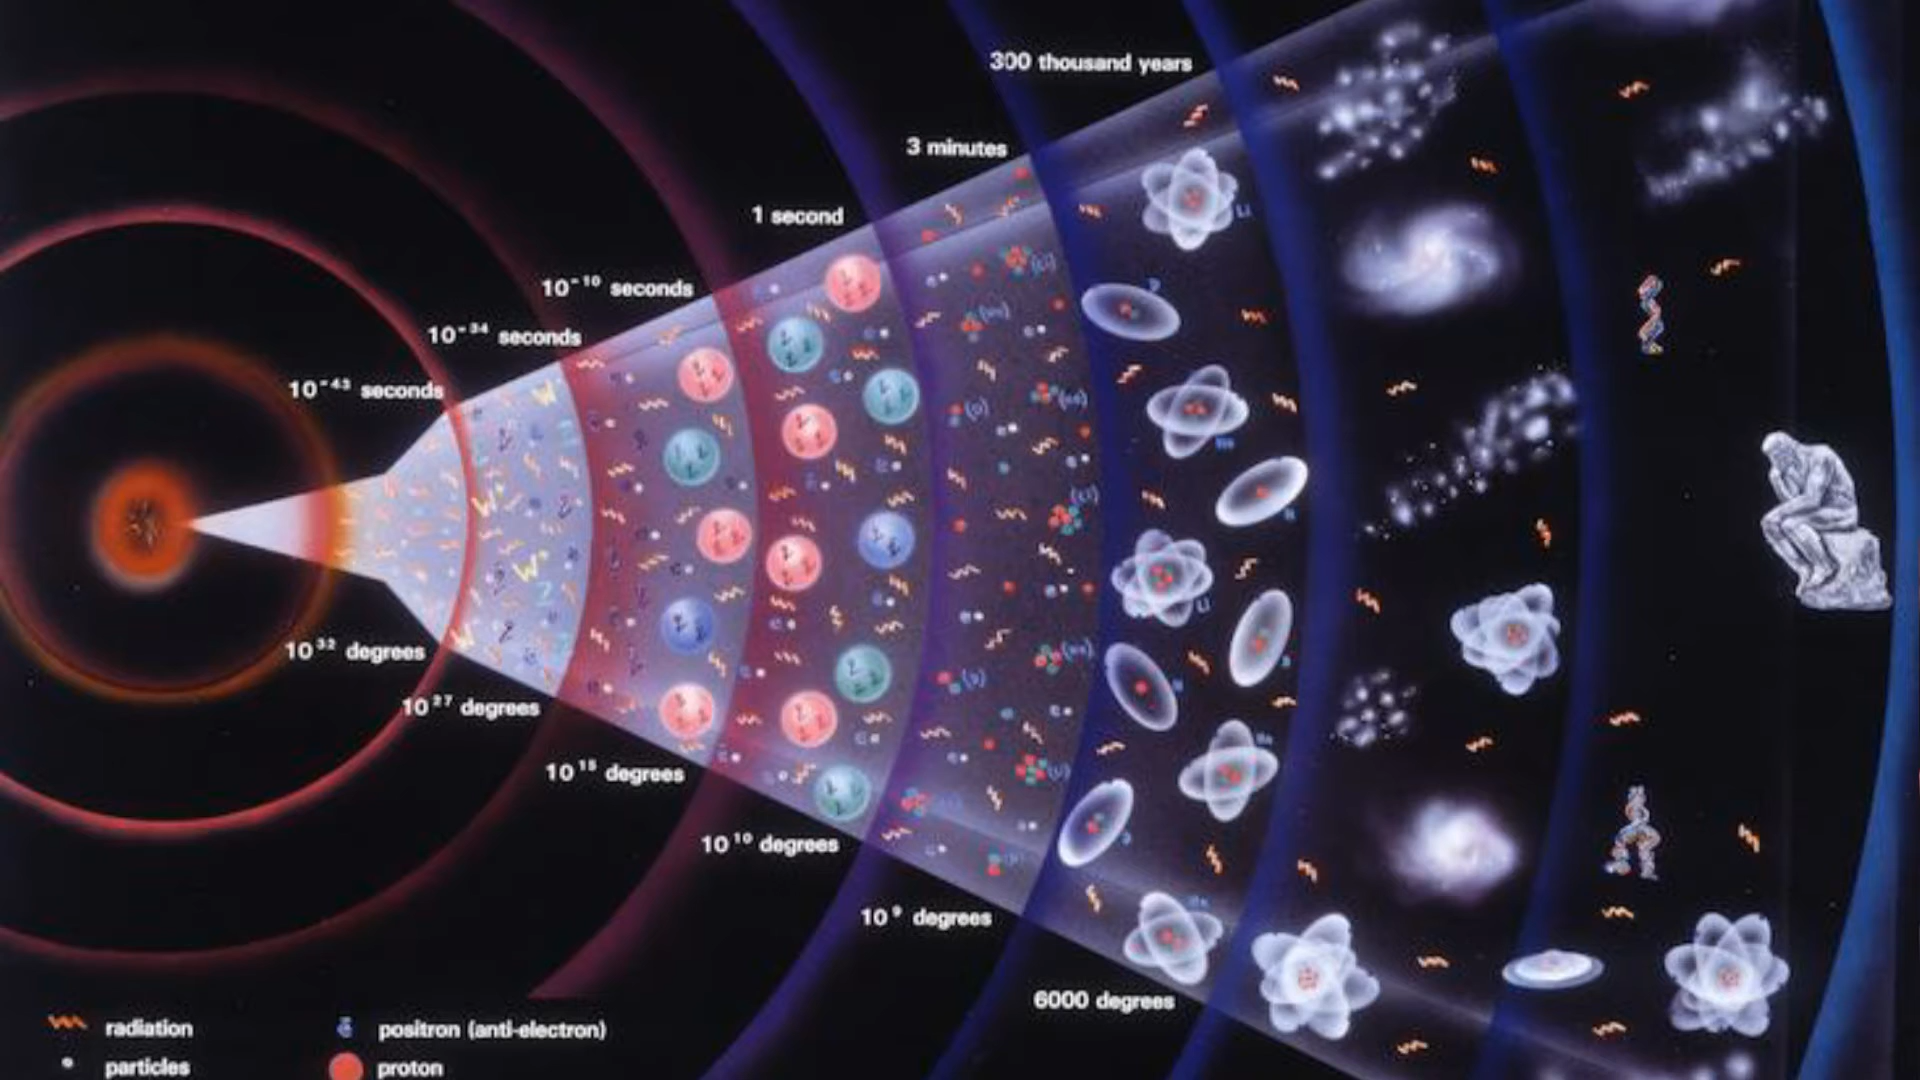 300 thousand years
3 minutes
1 second
10⁻¹⁰ seconds
10⁻³⁴ seconds
10⁻⁴³ seconds
10³² degrees
10²⁷ degrees
10¹⁵ degrees
10¹⁰ degrees
10⁹ degrees
6000 degrees
radiation
positron (anti-electron)
particles
proton